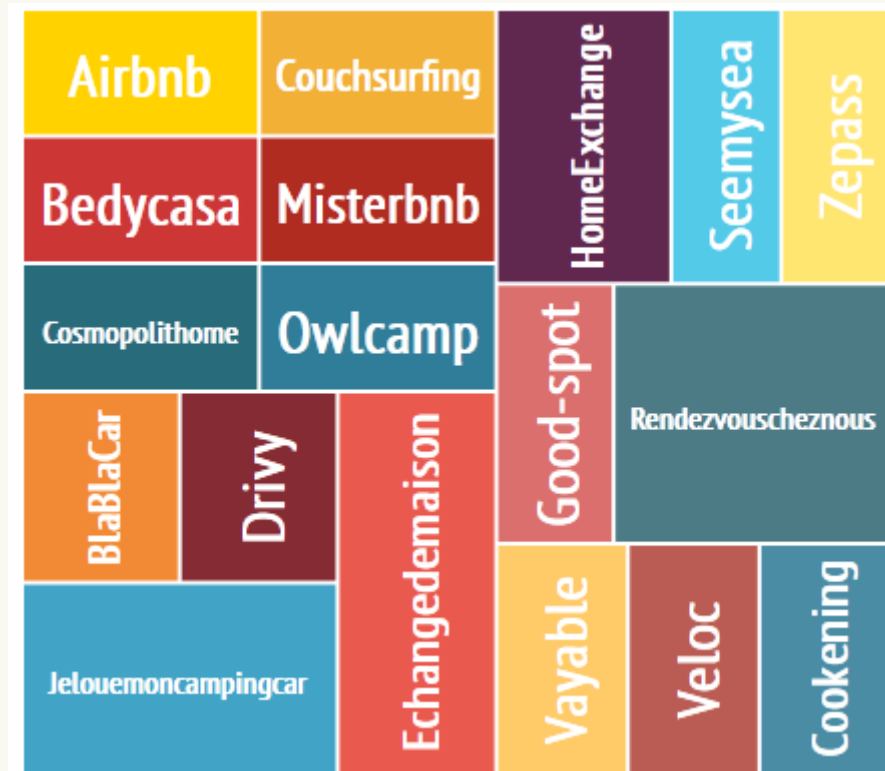 Airbnb
Couchsurfing
Bedycasa
Misterbnb
Cosmopolithome
Owlcamp
BlaBlaCar
Drivy
Echangedemaison
Jelouemoncampingcar
HomeExchange
Seemysea
Zepass
Good-spot
Rendezvouscheznous
Vayable
Veloc
Cookening